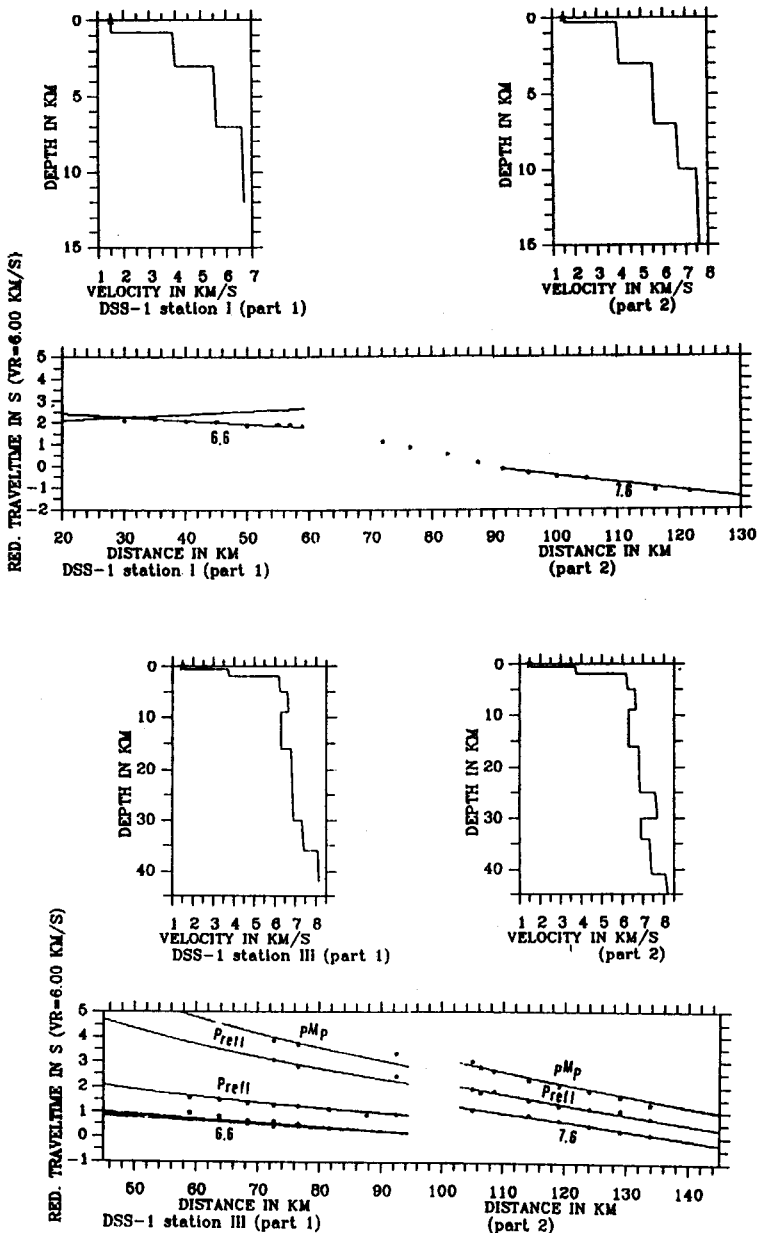 0
5
10
15
DEPTH IN KM
1 2 3 4 5 6 7
VELOCITY IN KM/S
DSS-1 station I (part 1)
0
5
10
15
DEPTH IN KM
1 2 3 4 5 6 7 8
VELOCITY IN KM/S
(part 2)
RED. TRAVELTIME IN S (VR=6.00 KM/S)
5
4
3
2
1
0
-1
-2
6.6
7.6
20 30 40 50 60 70 80 90 100 110 120 130
DISTANCE IN KM
DSS-1 station I (part 1)
DISTANCE IN KM
(part 2)
0
10
20
30
40
DEPTH IN KM
1 2 3 4 5 6 7 8
VELOCITY IN KM/S
DSS-1 station III (part 1)
0
10
20
30
40
DEPTH IN KM
1 2 3 4 5 6 7 8
VELOCITY IN KM/S
(part 2)
RED. TRAVELTIME IN S (VR=6.00 KM/S)
5
4
3
2
1
0
-1
PMP
Prefl
Prefl
6.6
PMP
Prefl
7.6
50 60 70 80 90 100 110 120 130 140
DISTANCE IN KM
DSS-1 station III (part 1)
DISTANCE IN KM
(part 2)